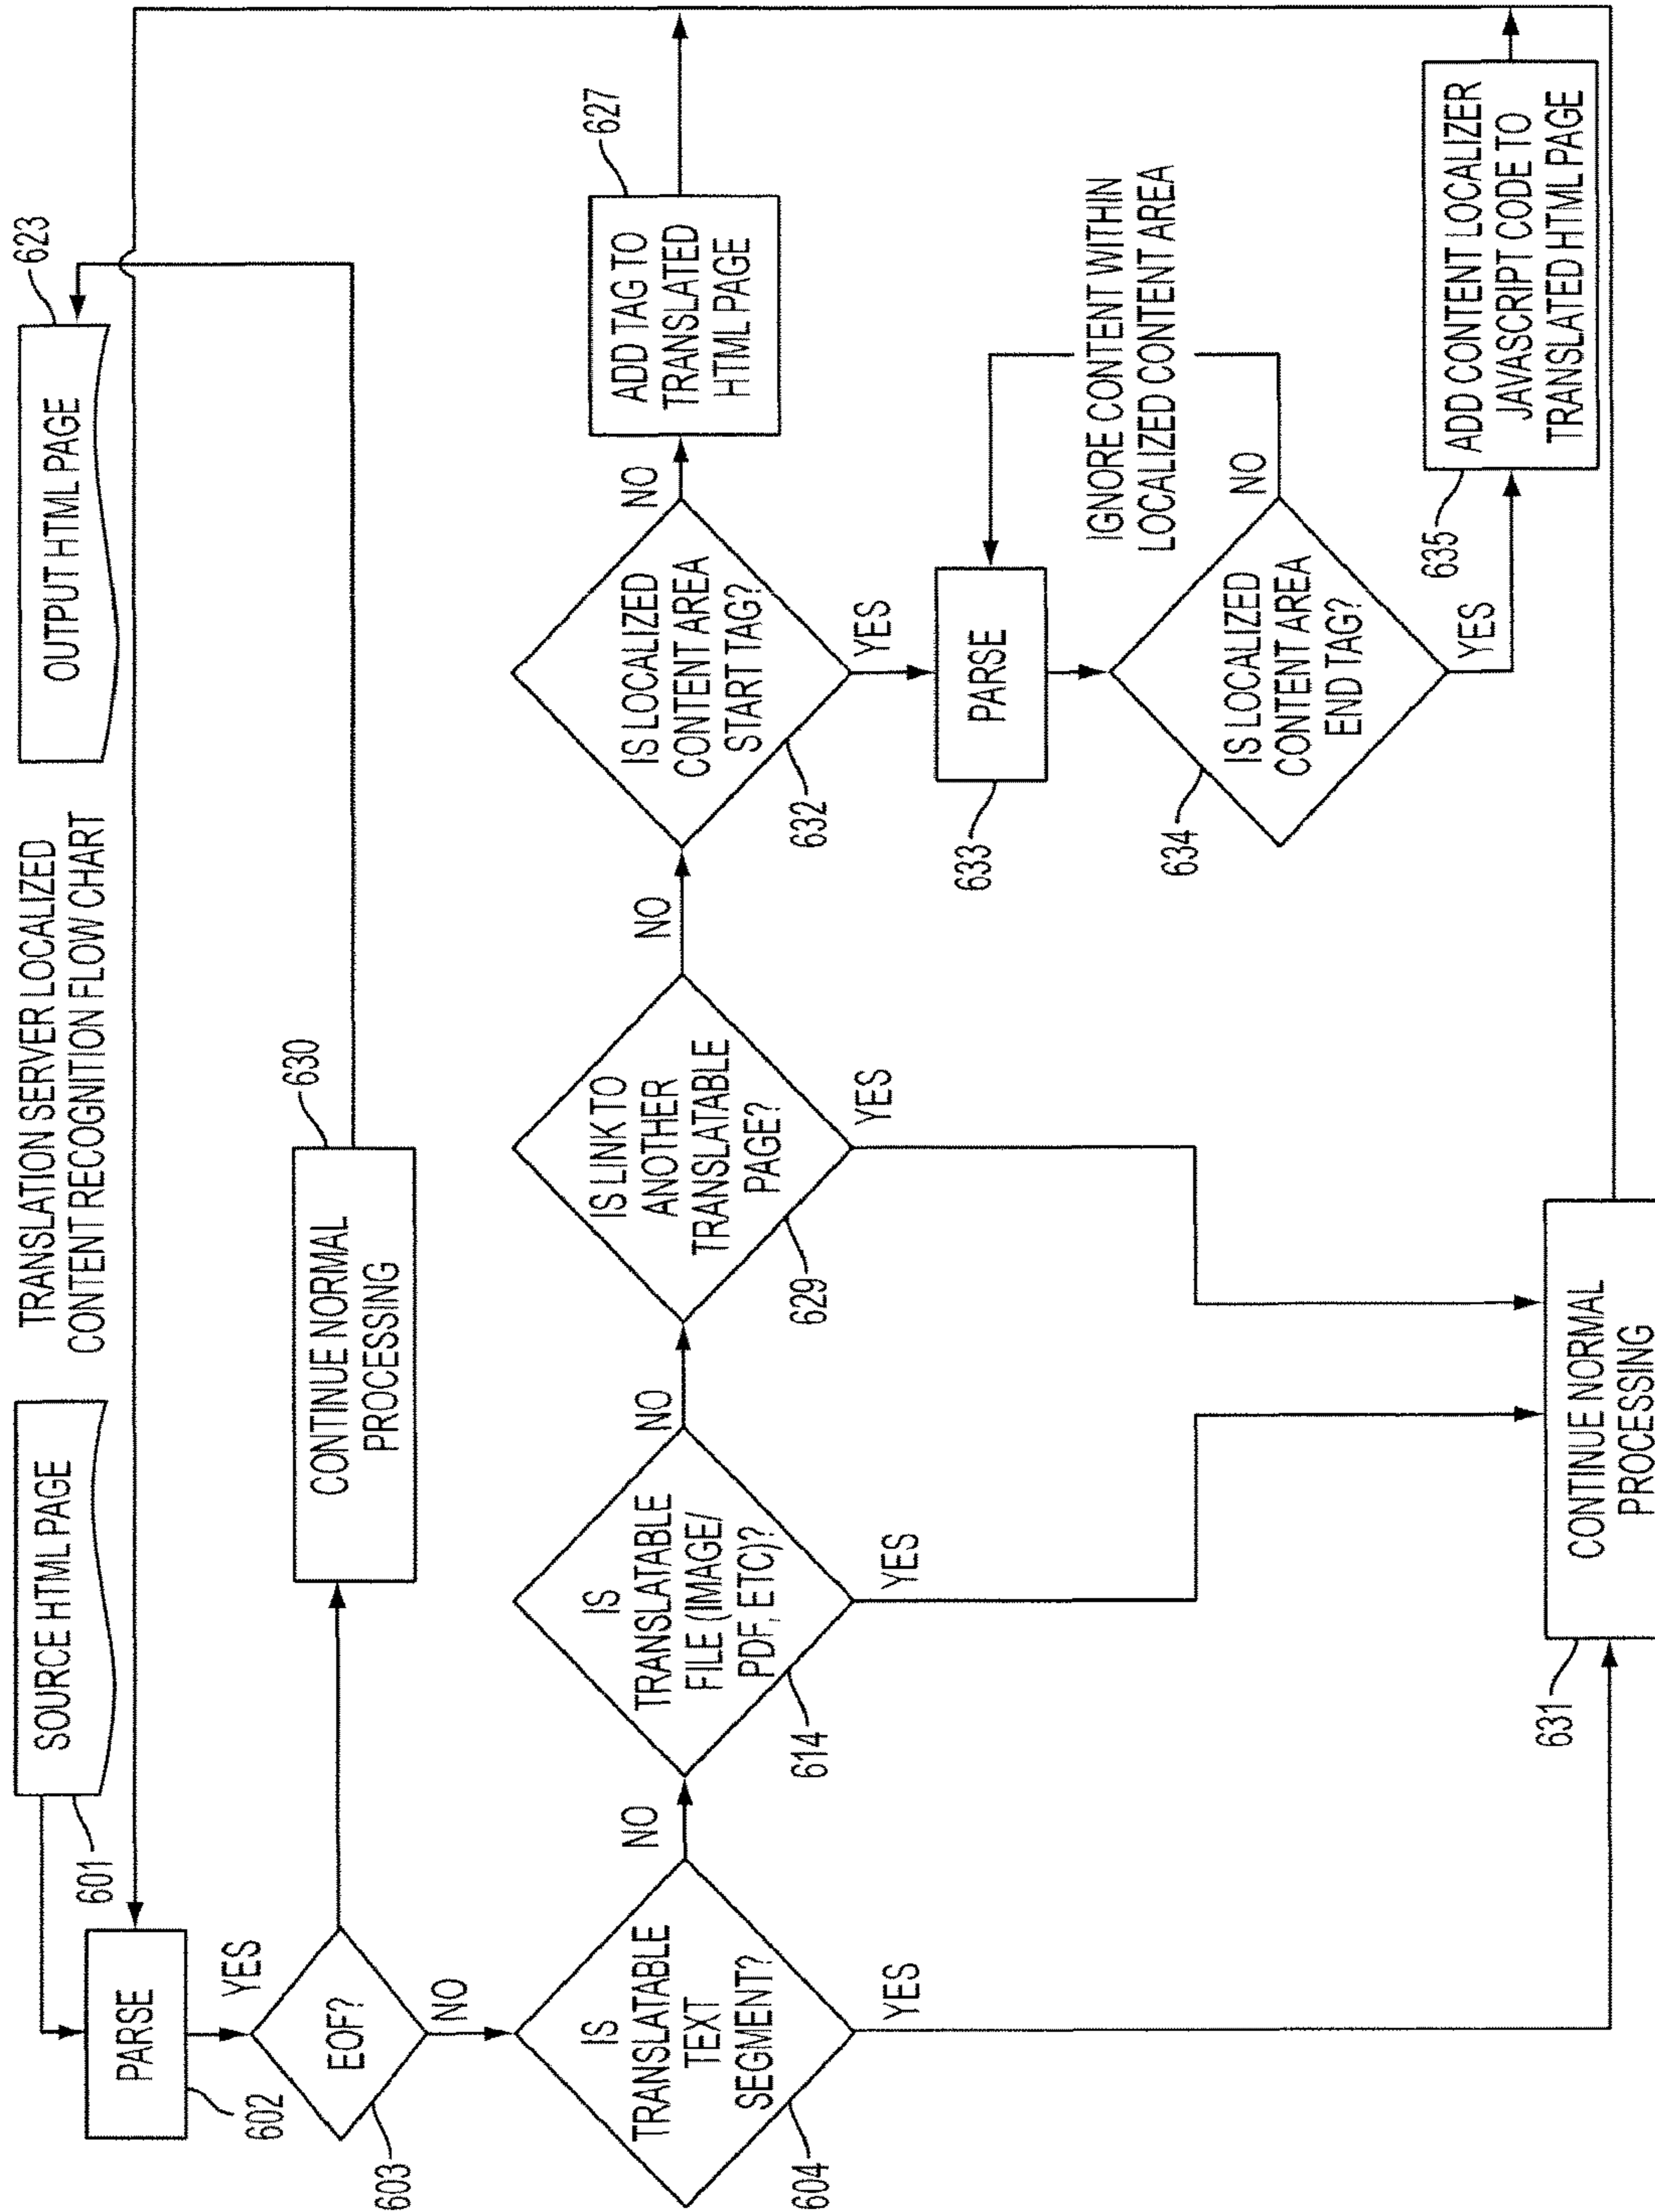 TRANSLATION SERVER LOCALIZED
CONTENT RECOGNITION FLOW CHART
SOURCE HTML PAGE
601
OUTPUT HTML PAGE
623
PARSE
602
YES
EOF?
603
NO
CONTINUE NORMAL
PROCESSING
630
IS
TRANSLATABLE
TEXT
SEGMENT?
604
NO
YES
IS
TRANSLATABLE
FILE (IMAGE/
PDF, ETC)?
614
NO
YES
IS LINK TO
ANOTHER
TRANSLATABLE
PAGE?
629
NO
YES
IS LOCALIZED
CONTENT AREA
START TAG?
632
NO
YES
ADD TAG TO
TRANSLATED
HTML PAGE
627
PARSE
633
IGNORE CONTENT WITHIN
LOCALIZED CONTENT AREA
IS LOCALIZED
CONTENT AREA
END TAG?
634
NO
YES
635
ADD CONTENT LOCALIZER
JAVASCRIPT CODE TO
TRANSLATED HTML PAGE
631
CONTINUE NORMAL
PROCESSING